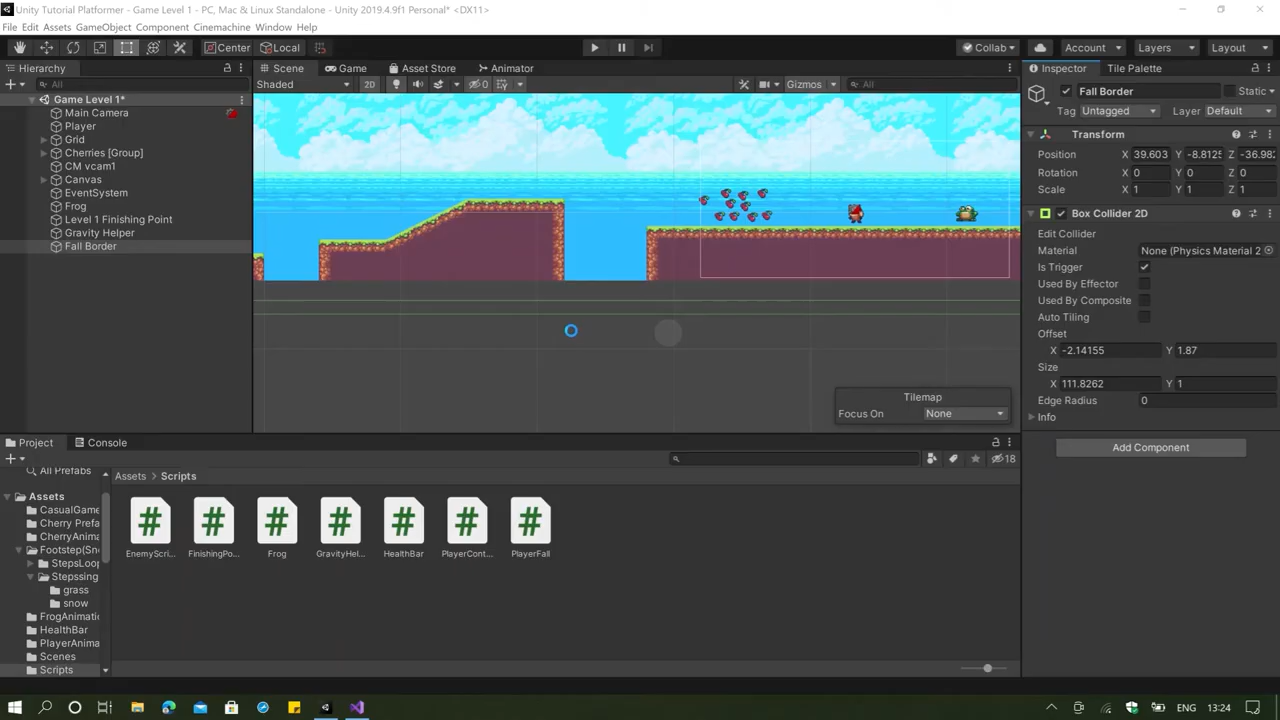 Unity Tutorial Platformer - Game Level 1 - PC, Mac & Linux Standalone - Unity 2019.4.9f1 Personal* <DX11>
File Edit Assets GameObject Component Cinemachine Window Help
Center Local Collab Account Layers Layout
Hierarchy
All
Game Level 1*
Main Camera
Player
Grid
Cherries [Group]
CM vcam1
Canvas
EventSystem
Frog
Level 1 Finishing Point
Gravity Helper
Fall Border
Scene Game Asset Store Animator
Shaded 2D 0 Gizmos All
Tilemap
Focus On None
Inspector Tile Palette
Fall Border Static
Tag Untagged Layer Default
Transform
Position X 39.603 Y -8.8125 Z -36.982
Rotation X 0 Y 0 Z 0
Scale X 1 Y 1 Z 1
Box Collider 2D
Edit Collider
Material None (Physics Material 2
Is Trigger
Used By Effector
Used By Composite
Auto Tiling
Offset
X -2.14155 Y 1.87
Size
X 111.8262 Y 1
Edge Radius 0
Info
Add Component
Project Console
18
All Prefabs
Assets
CasualGame
Cherry Prefa
CherryAnima
Footstep(Sno
StepsLoop
Stepssing
grass
snow
FrogAnimatio
HealthBar
PlayerAnima
Scenes
Scripts
Assets > Scripts
EnemyScri... FinishingPo... Frog GravityHel... HealthBar PlayerCont... PlayerFall
ENG 13:24